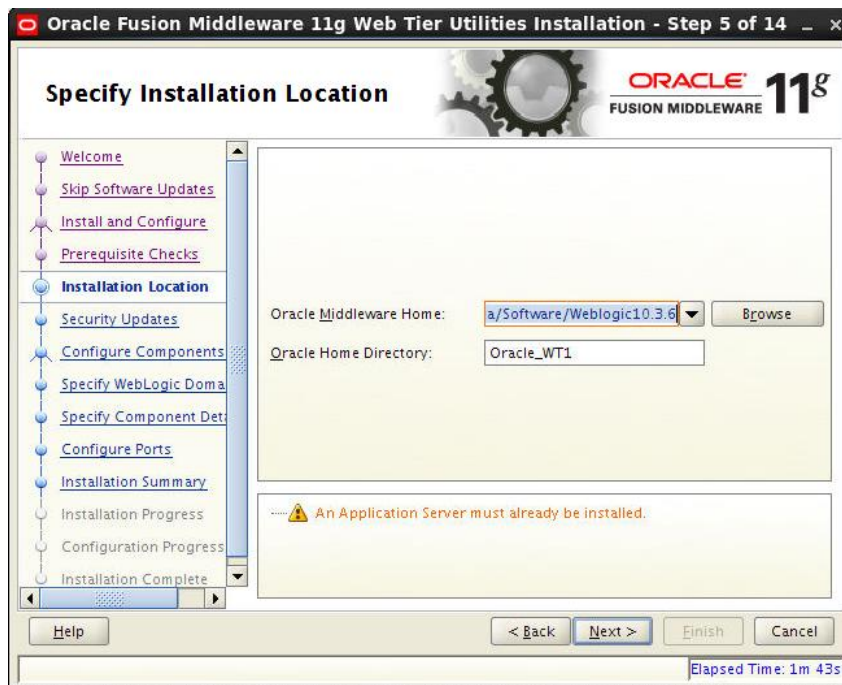 Oracle Fusion Middleware 11g Web Tier Utilities Installation - Step 5 of 14
Specify Installation Location
ORACLE
FUSION MIDDLEWARE 11g
Welcome
Skip Software Updates
Install and Configure
Prerequisite Checks
Installation Location
Security Updates
Configure Components
Specify WebLogic Doma
Specify Component Deta
Configure Ports
Installation Summary
Installation Progress
Configuration Progress
Installation Complete
Oracle Middleware Home: a/Software/Weblogic10.3.6 Browse
Oracle Home Directory: Oracle_WT1
An Application Server must already be installed.
Help < Back Next > Finish Cancel
Elapsed Time: 1m 43s